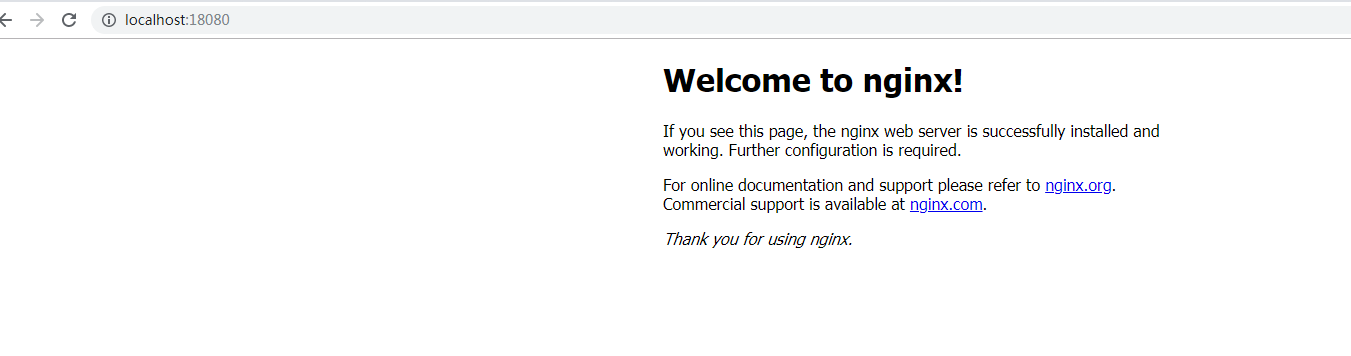 localhost:18080
Welcome to nginx!
If you see this page, the nginx web server is successfully installed and
working. Further configuration is required.
For online documentation and support please refer to nginx.org.
Commercial support is available at nginx.com.
Thank you for using nginx.